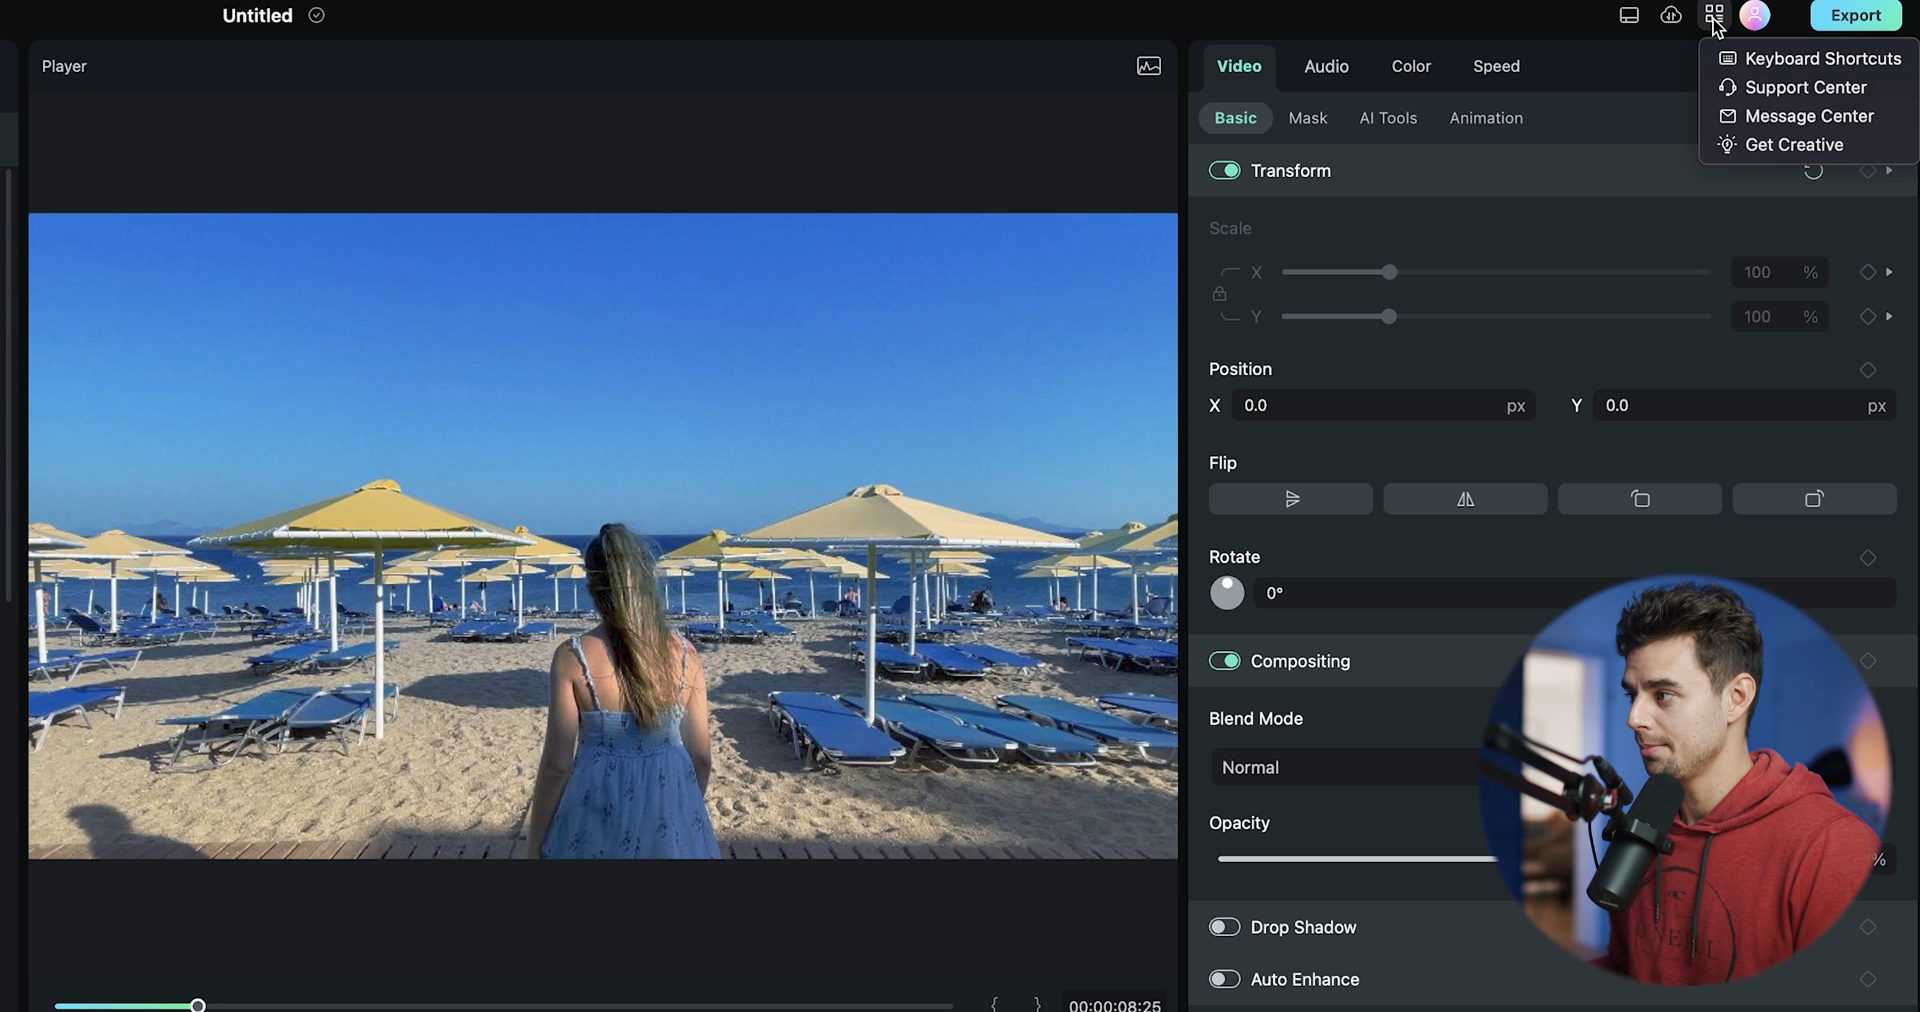 Untitled
Export
Player
Video Audio Color Speed
Keyboard Shortcuts
Support Center
Message Center
Get Creative
Basic Mask AI Tools Animation
Transform
Scale
X 100 %
Y 100 %
Position
X 0.0 px Y 0.0 px
Flip
Rotate
0°
Compositing
Blend Mode
Normal
Opacity
%
Drop Shadow
Auto Enhance
{ } 00:00:08:25